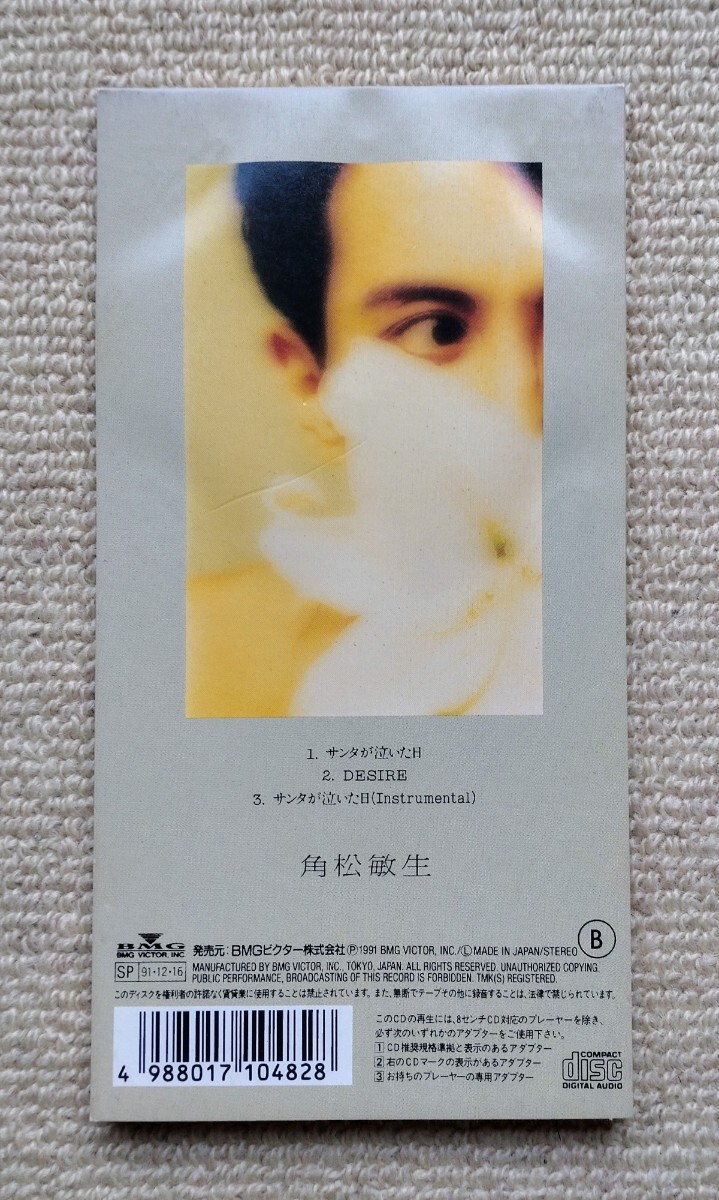 1. サンタが泣いた日
2. DESIRE
3. サンタが泣いた日(Instrumental)
角松敏生
BMG
BMG VICTOR, INC.
発売元:BMGビクター株式会社Ⓟ1991 BMG VICTOR, INC./Ⓛ MADE IN JAPAN/STEREO
B
SP 91・12・16
MANUFACTURED BY BMG VICTOR, INC., TOKYO, JAPAN. ALL RIGHTS RESERVED. UNAUTHORIZED COPYING.
PUBLIC PERFORMANCE, BROADCASTING OF THIS RECORD IS FORBIDDEN. TMK(S) REGISTERED.
このディスクを権利者の許諾なく賃貸業に使用することは禁止されています。また、無断でテープその他に録音することは、法律で禁じられています。
このCDの再生には、8センチCD対応のプレーヤーを除き、
必ず次のいずれかのアダプターをご使用下さい。
1 CD推奨規格準拠と表示のあるアダプター
2 右のCDマークの表示があるアダプター
3 お持ちのプレーヤーの専用アダプター
COMPACT
disc
DIGITAL AUDIO
4 988017 104828